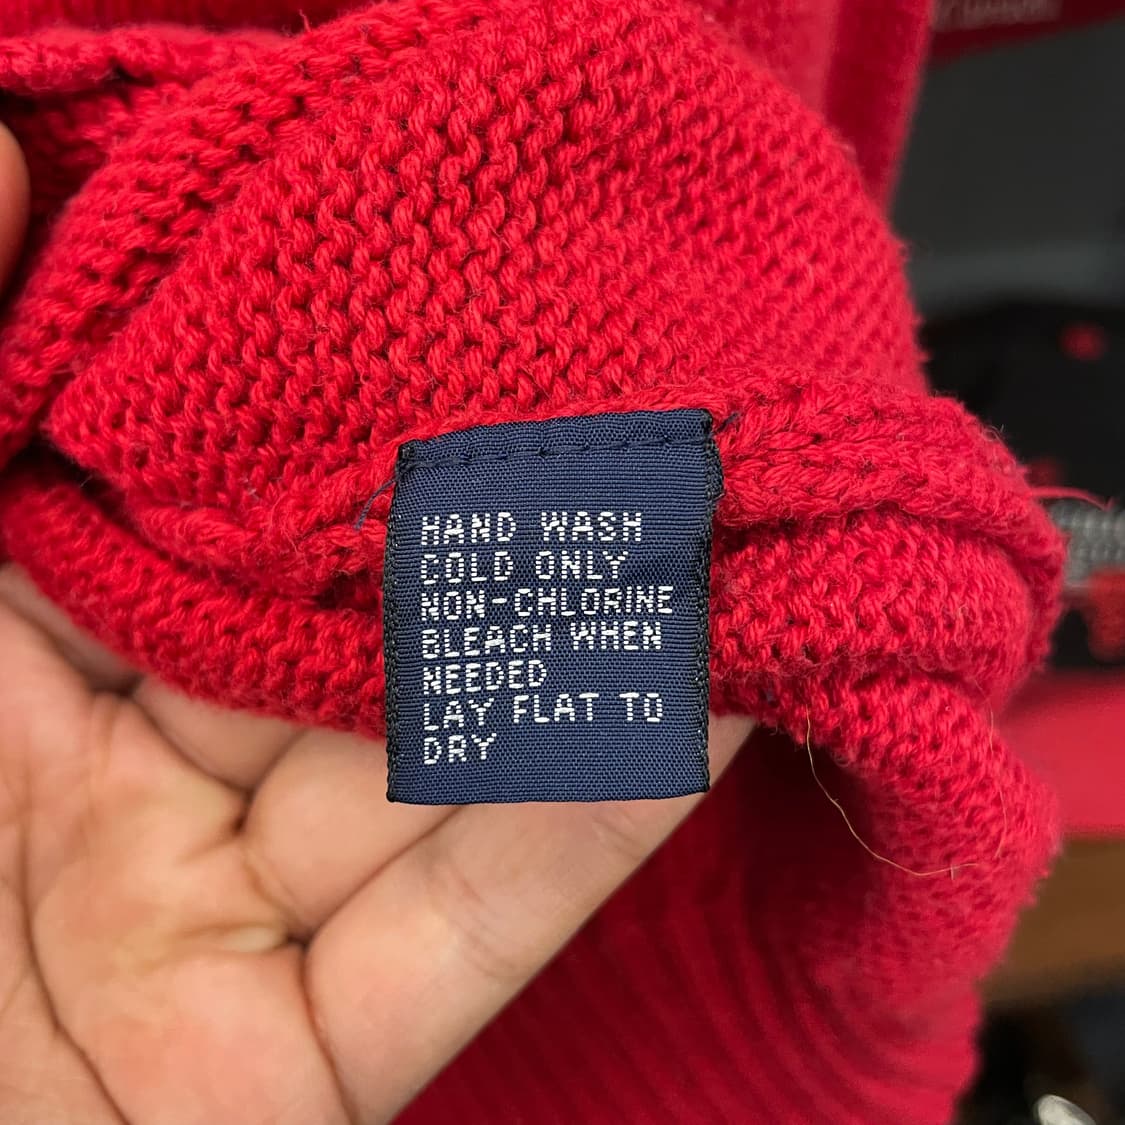 HAND WASH
COLD ONLY
NON-CHLORINE
BLEACH WHEN
NEEDED
LAY FLAT TO
DRY